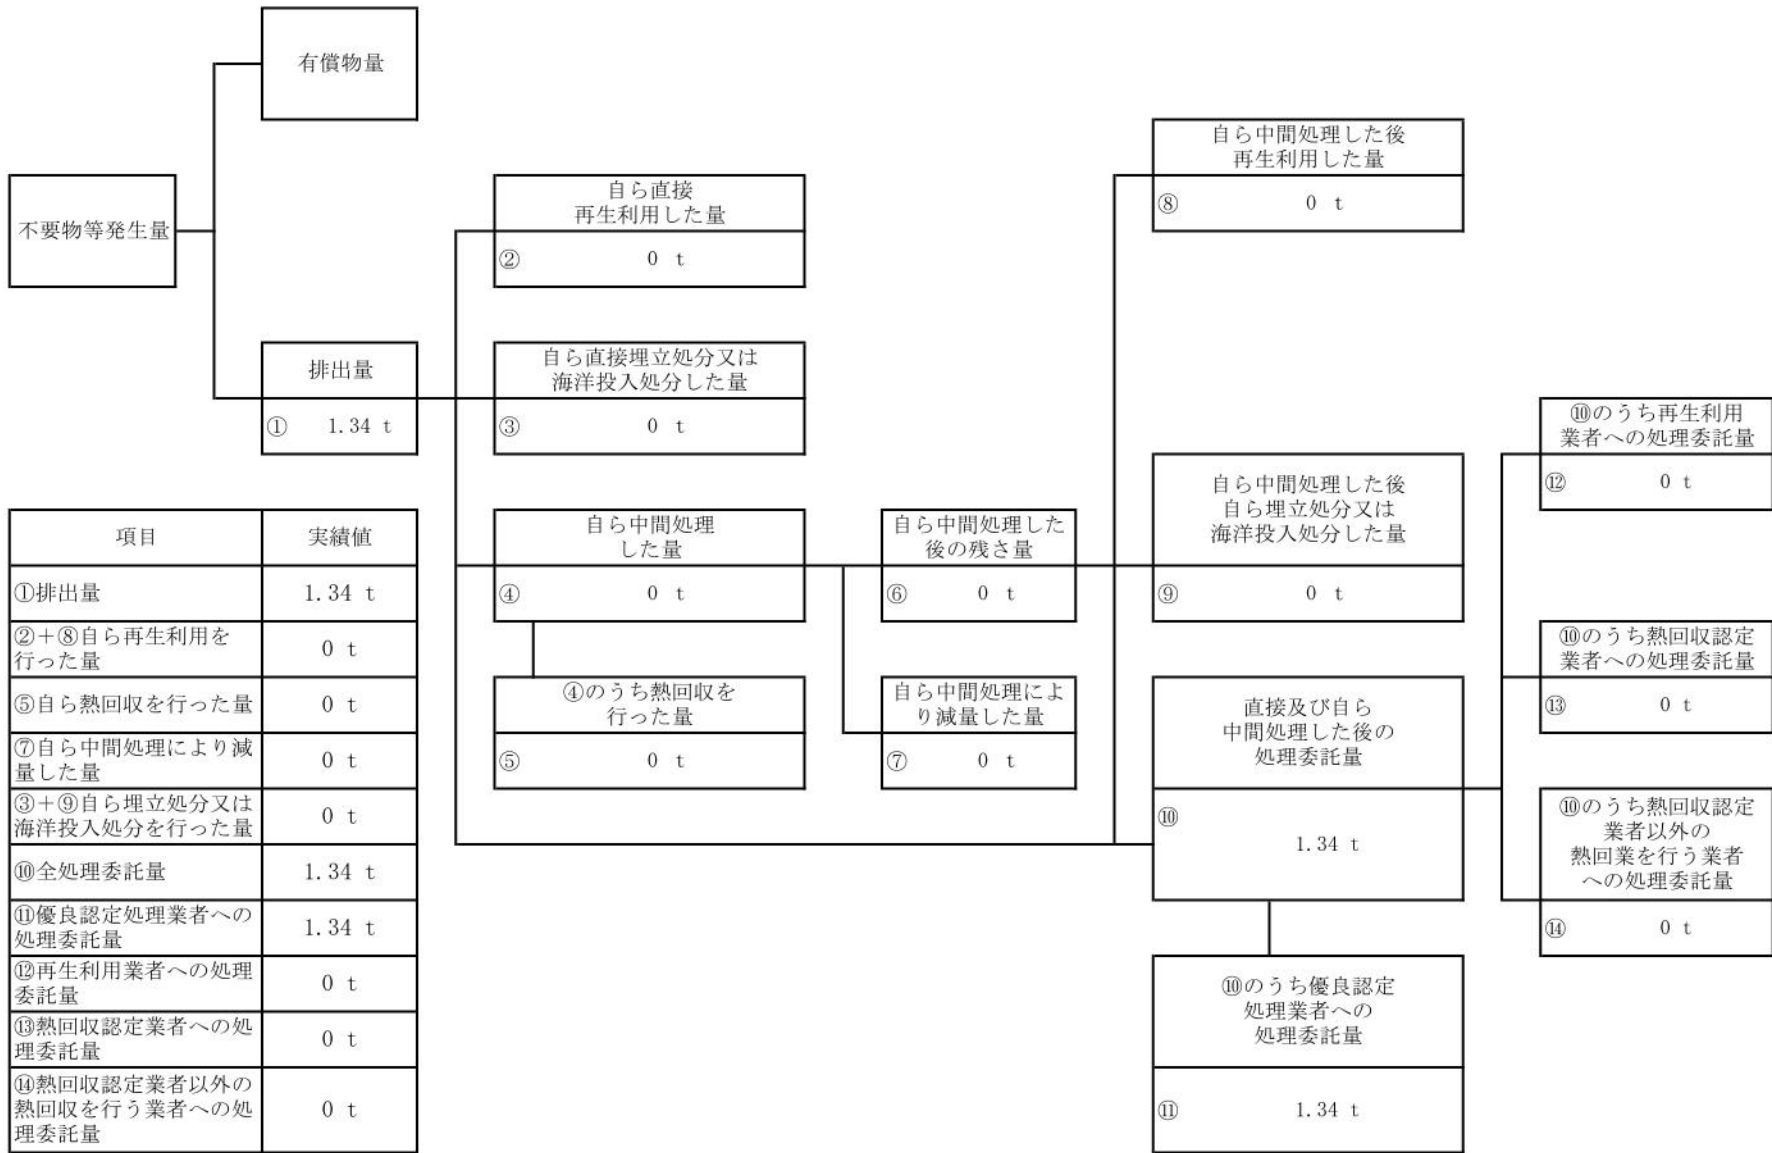 有償物量
不要物等発生量
排出量
① 1.34 t
自ら直接
再生利用した量
② 0 t
自ら直接埋立処分又は
海洋投入処分した量
③ 0 t
自ら中間処理
した量
④ 0 t
④のうち熱回収を
行った量
⑤ 0 t
自ら中間処理した
後の残さ量
⑥ 0 t
自ら中間処理によ
り減量した量
⑦ 0 t
自ら中間処理した後
再生利用した量
⑧ 0 t
自ら中間処理した後
自ら埋立処分又は
海洋投入処分した量
⑨ 0 t
直接及び自ら
中間処理した後の
処理委託量
⑩
1.34 t
⑩のうち優良認定
処理業者への
処理委託量
⑪ 1.34 t
⑩のうち再生利用
業者への処理委託量
⑫ 0 t
⑩のうち熱回収認定
業者への処理委託量
⑬ 0 t
⑩のうち熱回収認定
業者以外の
熱回業を行う業者
への処理委託量
⑭ 0 t
項目 実績値
①排出量 1.34 t
②+⑧自ら再生利用を
行った量 0 t
⑤自ら熱回収を行った量 0 t
⑦自ら中間処理により減
量した量 0 t
③+⑨自ら埋立処分又は
海洋投入処分を行った量 0 t
⑩全処理委託量 1.34 t
⑪優良認定処理業者への
処理委託量 1.34 t
⑫再生利用業者への処理
委託量 0 t
⑬熱回収認定業者への処
理委託量 0 t
⑭熱回収認定業者以外の
熱回収を行う業者への処
理委託量 0 t